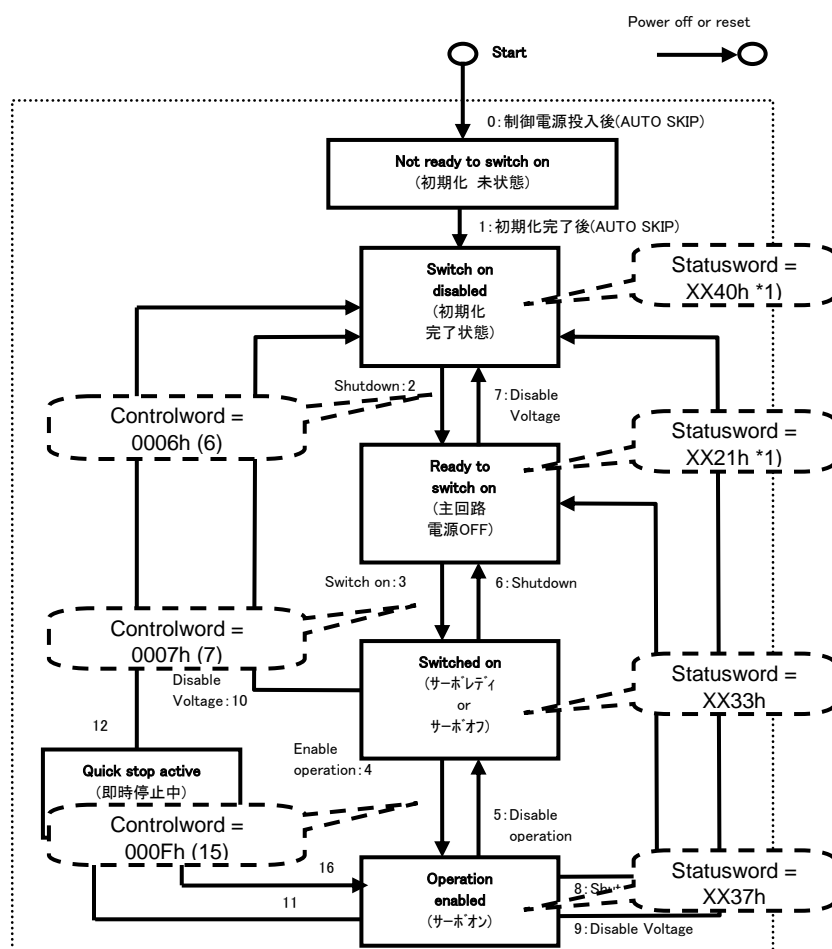 Power off or reset
Start
0:制御電源投入後(AUTO SKIP)
Not ready to switch on
(初期化 未状態)
1:初期化完了後(AUTO SKIP)
Switch on
disabled
(初期化
完了状態)
Statusword =
XX40h *1)
Shutdown:2
7:Disable
Voltage
Controlword =
0006h (6)
Statusword =
XX21h *1)
Ready to
switch on
(主回路
電源OFF)
Switch on:3
6:Shutdown
Controlword =
0007h (7)
Disable
Voltage:10
Switched on
(サーボレディ
or
サーボオフ)
Statusword =
XX33h
12
Quick stop active
(即時停止中)
Enable
operation:4
5:Disable
operation
Controlword =
000Fh (15)
16
11
Operation
enabled
(サーボオン)
Statusword =
XX37h
9:Disable Voltage